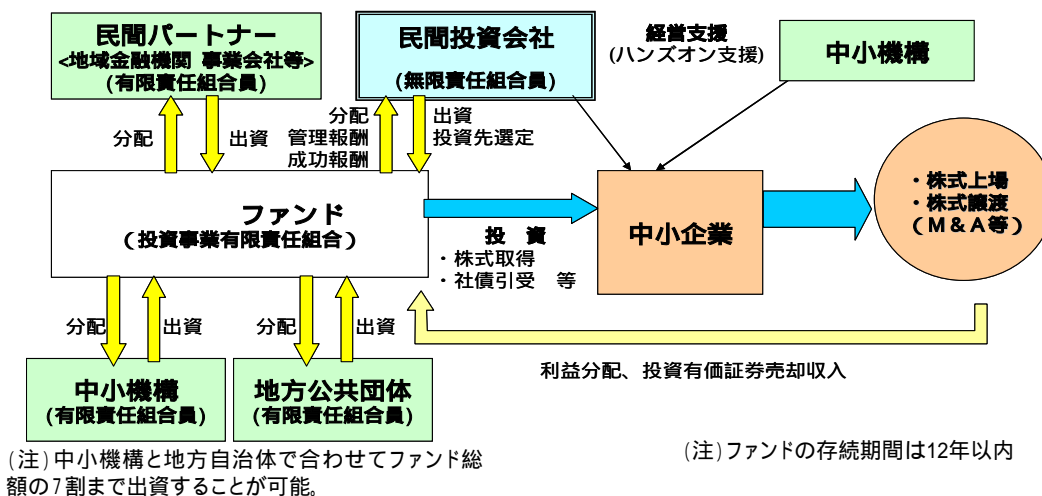 民間パートナー
<地域金融機関 事業会社等>
(有限責任組合員)
民間投資会社
(無限責任組合員)
経営支援
(ハンズオン支援)
中小機構
分配
出資
分配
管理報酬
成功報酬
出資
投資先選定
ファンド
(投資事業有限責任組合)
投 資
・株式取得
・社債引受 等
中小企業
・株式上場
・株式譲渡
(M&A等)
分配
出資
分配
出資
利益分配、投資有価証券売却収入
中小機構
(有限責任組合員)
地方公共団体
(有限責任組合員)
(注)中小機構と地方自治体で合わせてファンド総
額の7割まで出資することが可能。
(注)ファンドの存続期間は12年以内